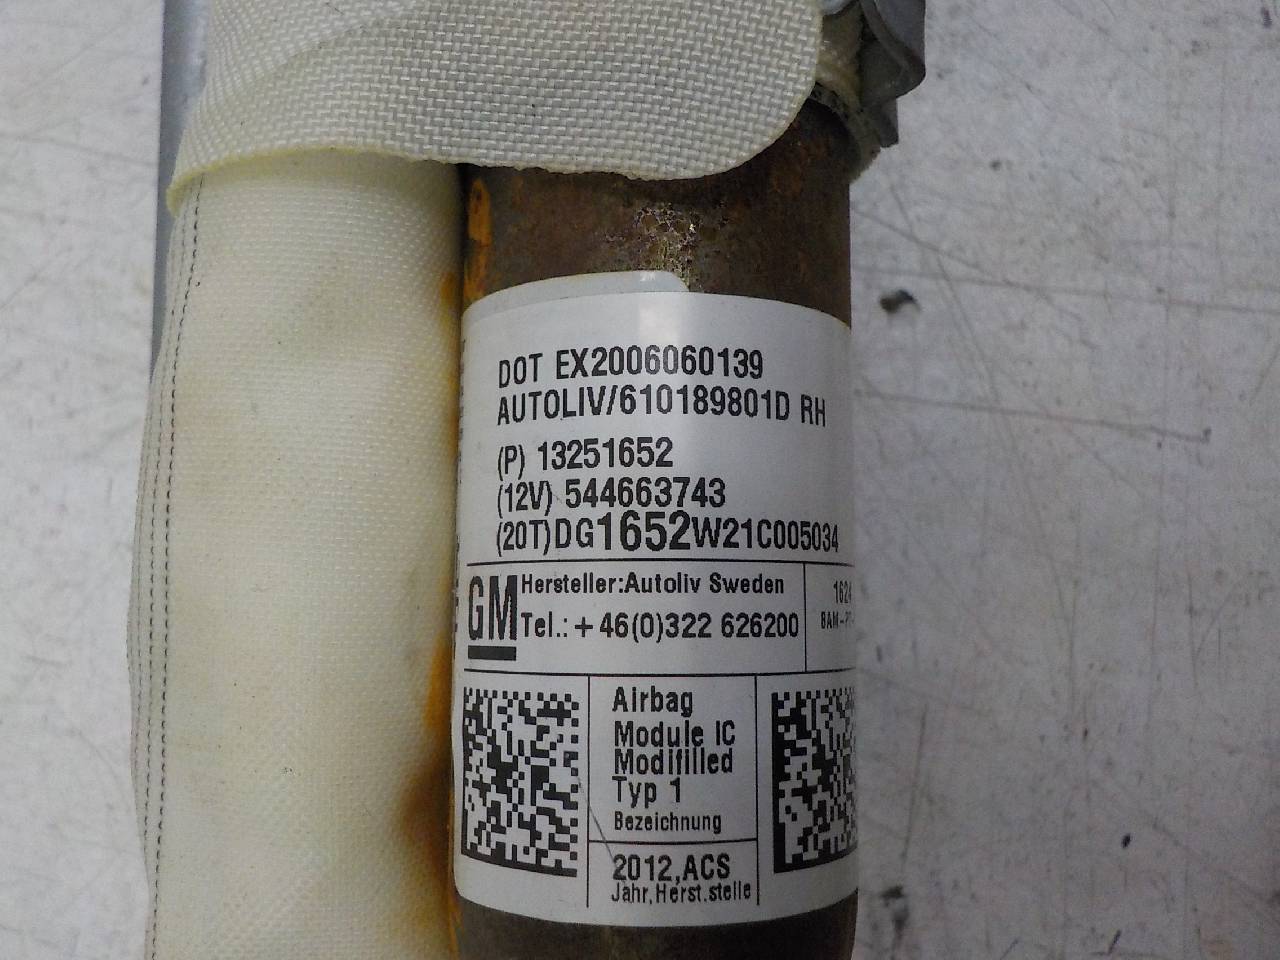 DOT EX2006060139
AUTOLIV/610189801D RH
(P) 13251652
(12V) 544663743
(20T)DG1652W21C005034
GM
Hersteller:Autoliv Sweden
Tel.:+46(0)322 626200
1624
Airbag
Module IC
Modifilled
Typ 1
Bezeichnung
2012,ACS
Jahr,Herst.stelle